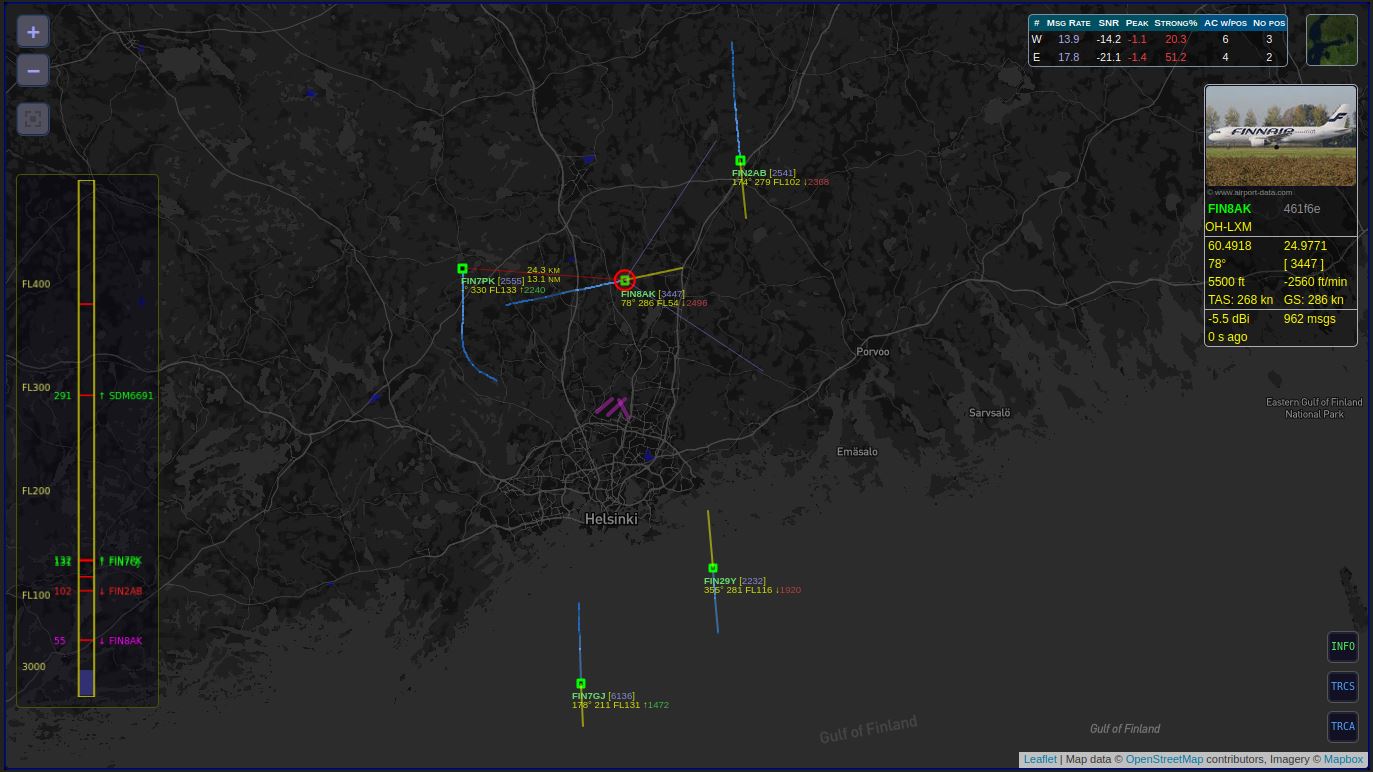 +
−
# MSG RATE SNR PEAK STRONG% AC W/POS NO POS
W 13.9 -14.2 -1.1 20.3 6 3
E 17.8 -21.1 -1.4 51.2 4 2
FINNAIR
© www.airport-data.com
FIN8AK 461f6e
OH-LXM
60.4918 24.9771
78° [ 3447 ]
5500 ft -2560 ft/min
TAS: 268 kn GS: 286 kn
-5.5 dBi 962 msgs
0 s ago
FIN2AB [2541]
174° 279 FL102 ↓2368
24.3 KM
13.1 NM
FIN7PK [2555]
° 330 FL133 ↑2240
FIN8AK [3447]
78° 286 FL54 ↓2496
FL400
FL300
291 ↑ SDM6691
FL200
FL100
102 ↓ FIN2AB
55 ↓ FIN8AK
3000
Porvoo
Sarvsalö
Emäsalo
Eastern Gulf of Finland
National Park
Helsinki
FIN29Y [2232]
355° 281 FL116 ↓1920
FIN7GJ [6136]
178° 211 FL131 ↑1472
Gulf of Finland
Gulf of Finland
INFO
TRCS
TRCA
Leaflet | Map data © OpenStreetMap contributors, Imagery © Mapbox